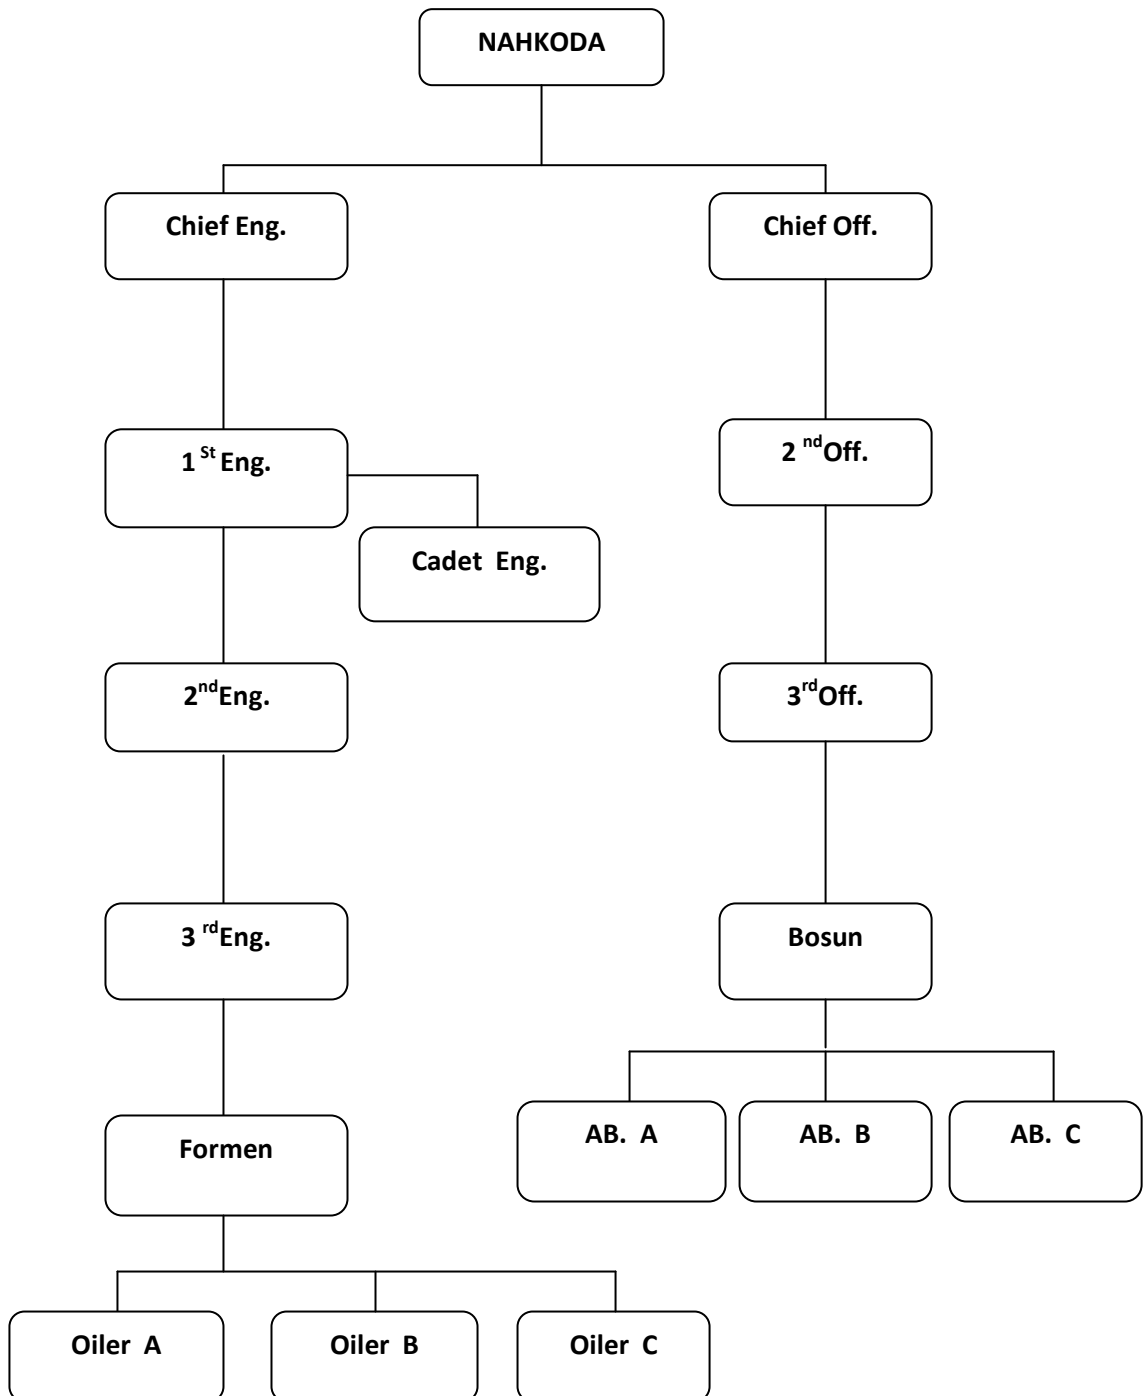 NAHKODA
Chief Eng.
Chief Off.
1 St Eng.
2 nd Off.
Cadet Eng.
2nd Eng.
3rd Off.
3 rd Eng.
Bosun
Formen
AB. A
AB. B
AB. C
Oiler A
Oiler B
Oiler C